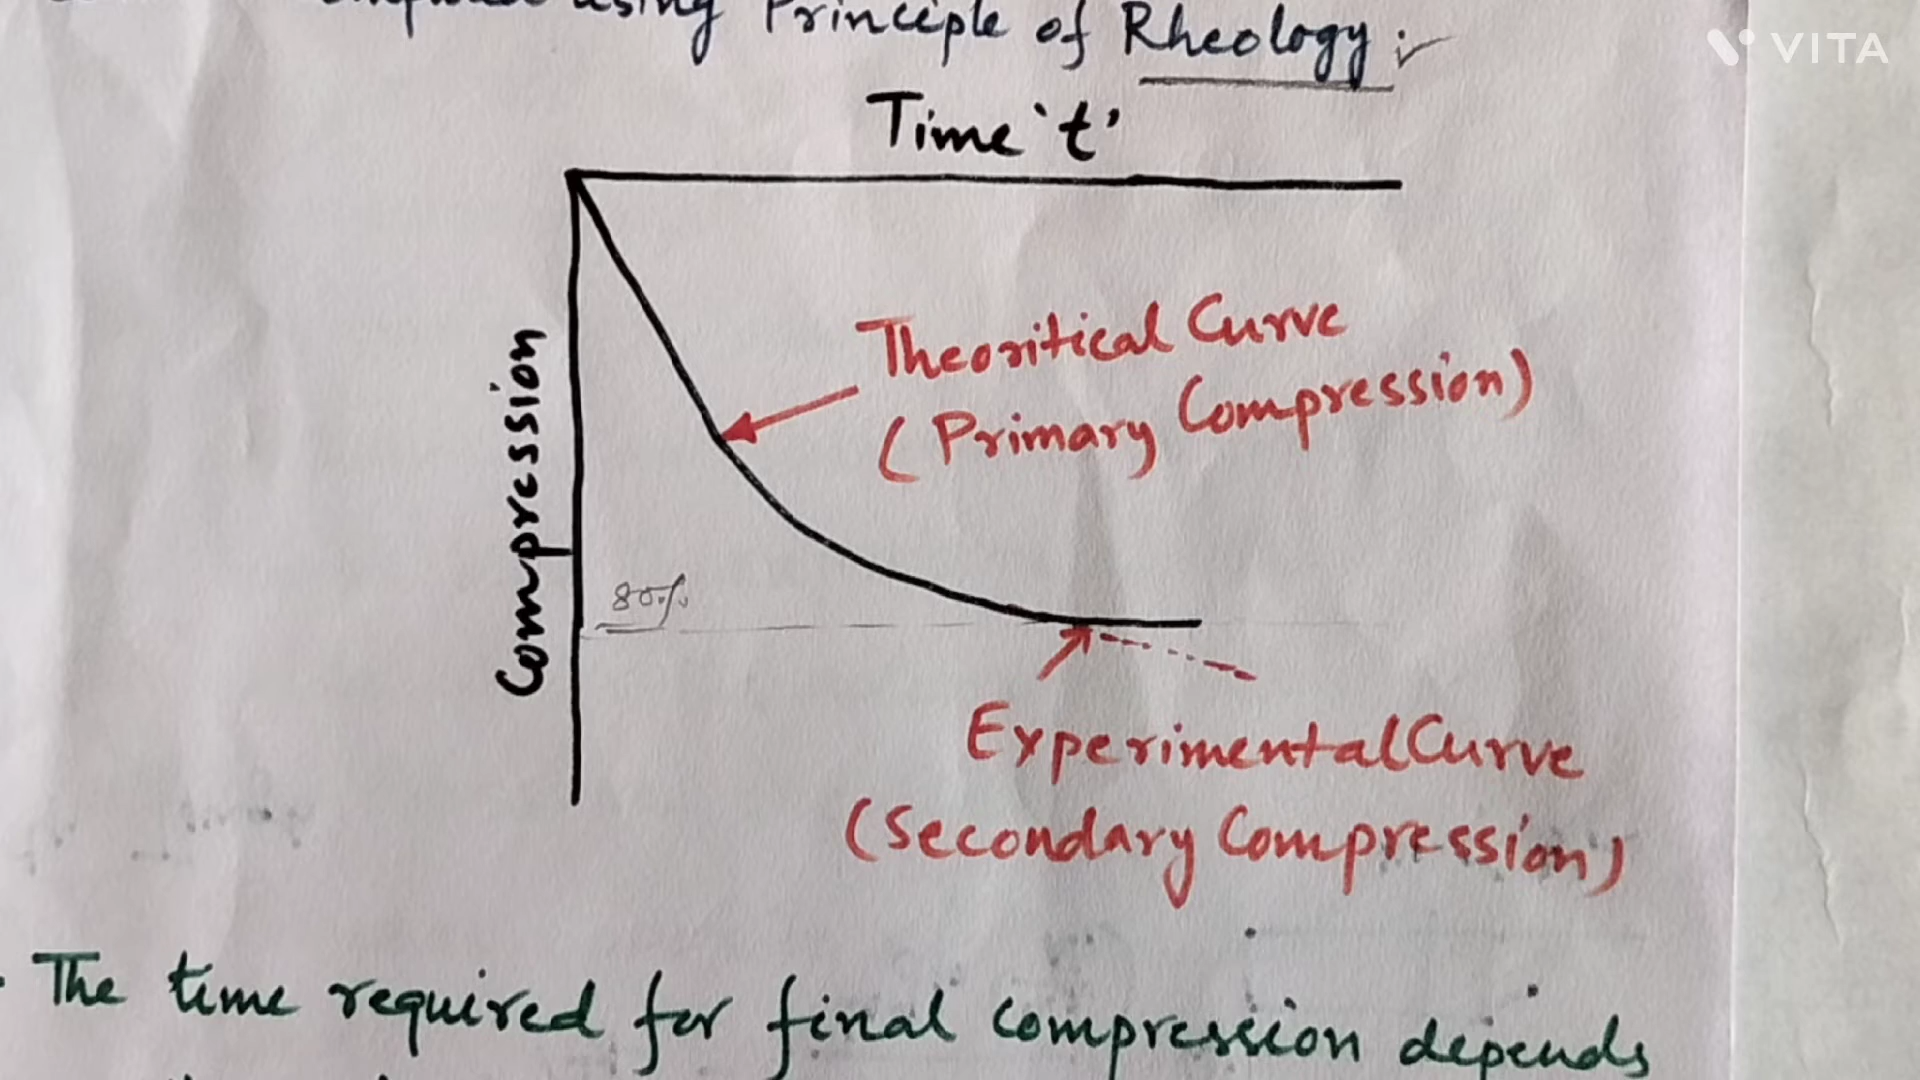 using Principle of Rheology :
VITA
Time 't'
Compression
Theoritical Curve
(Primary Compression)
80%
Experimental Curve
(Secondary Compression)
The time required for final compression depends